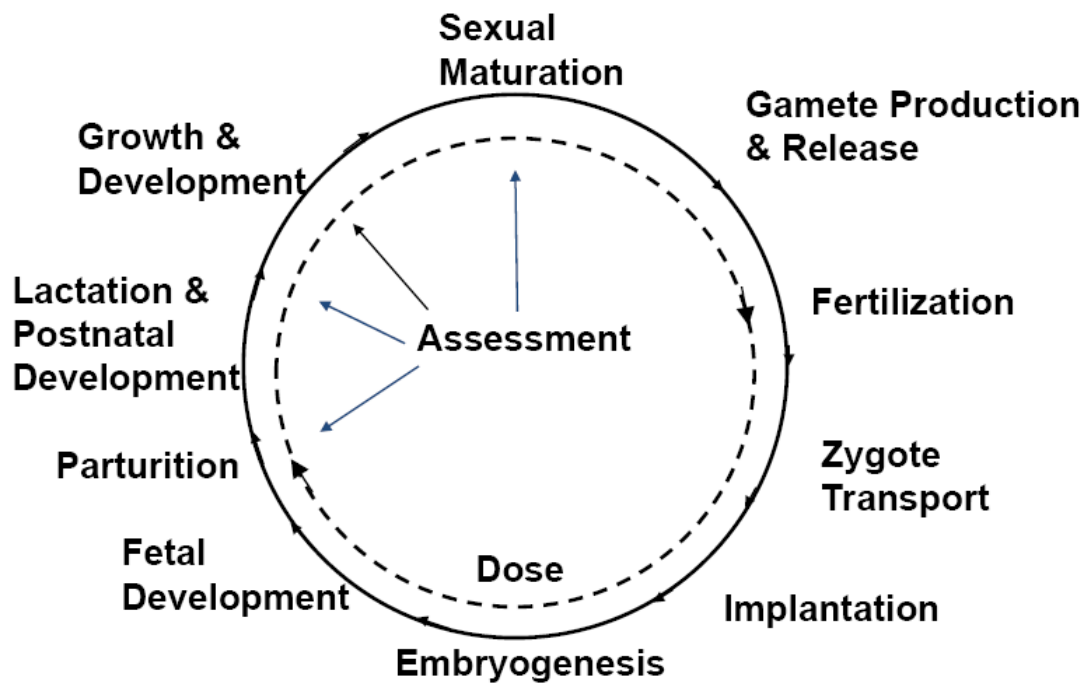 Sexual
Maturation
Gamete Production
& Release
Fertilization
Zygote
Transport
Implantation
Embryogenesis
Fetal
Development
Parturition
Lactation &
Postnatal
Development
Growth &
Development
Assessment
Dose